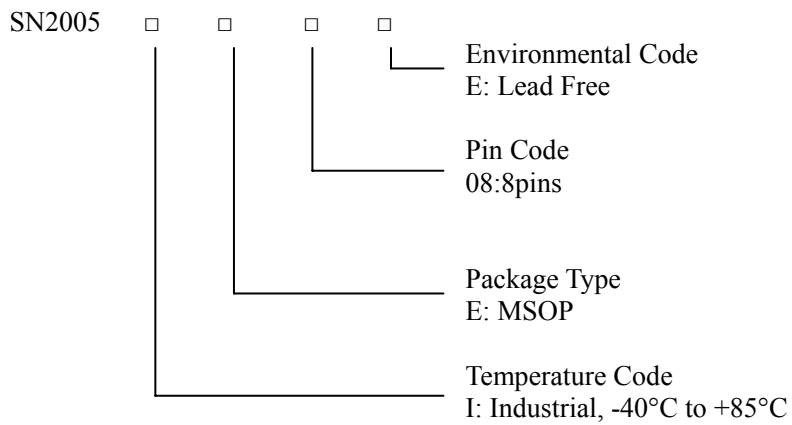 SN2005 □ □ □ □
Environmental Code
E: Lead Free
Pin Code
08:8pins
Package Type
E: MSOP
Temperature Code
I: Industrial, -40°C to +85°C